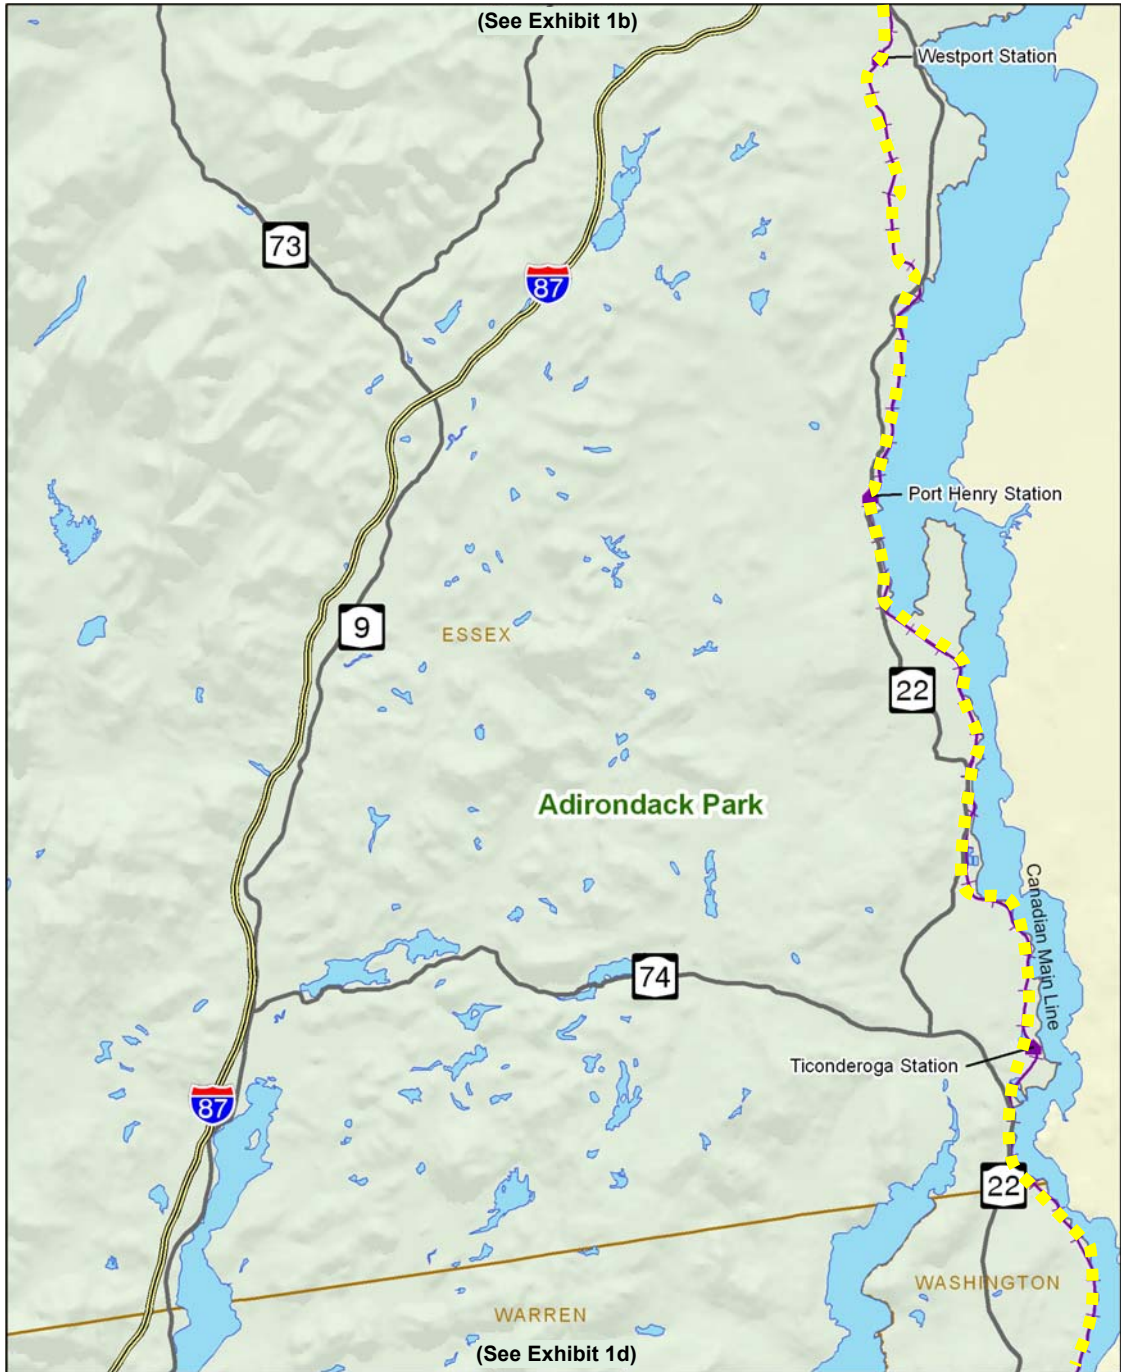 (See Exhibit 1b)
Westport Station
73
87
Port Henry Station
9
ESSEX
22
Adirondack Park
Canadian Main Line
74
Ticonderoga Station
87
22
WASHINGTON
WARREN
(See Exhibit 1d)